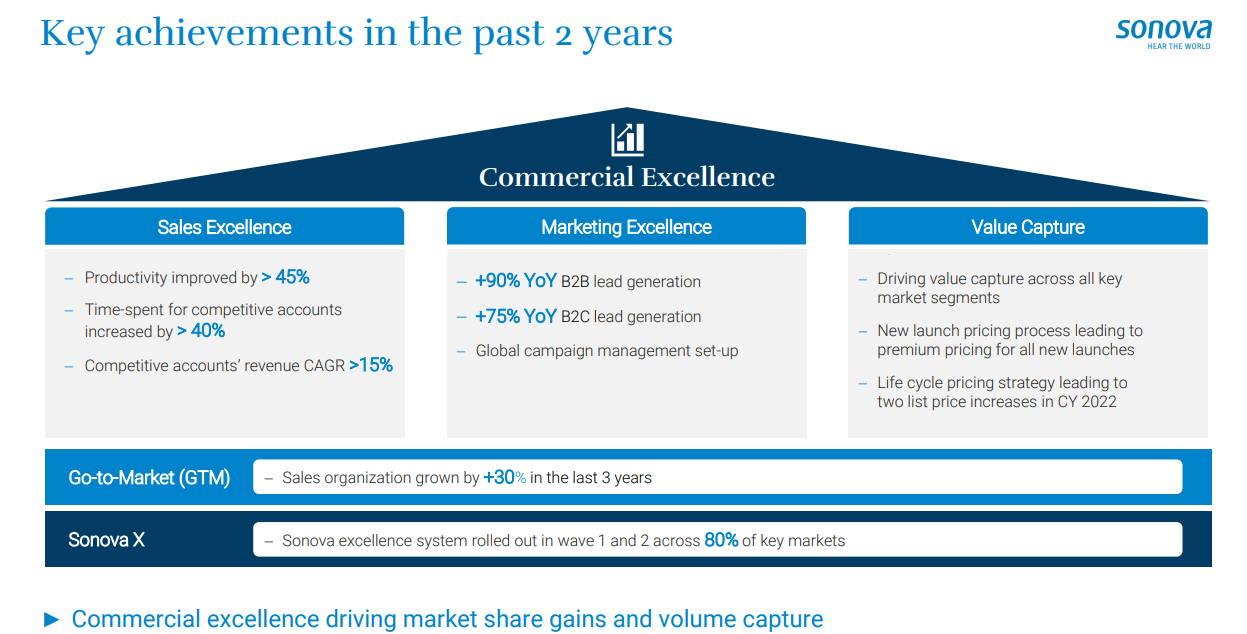 Key achievements in the past 2 years
sonova
HEAR THE WORLD
Commercial Excellence
Sales Excellence
– Productivity improved by > 45%
– Time-spent for competitive accounts
increased by > 40%
– Competitive accounts’ revenue CAGR >15%
Marketing Excellence
– +90% YoY B2B lead generation
– +75% YoY B2C lead generation
– Global campaign management set-up
Value Capture
– Driving value capture across all key
market segments
– New launch pricing process leading to
premium pricing for all new launches
– Life cycle pricing strategy leading to
two list price increases in CY 2022
Go-to-Market (GTM)
– Sales organization grown by +30% in the last 3 years
Sonova X
– Sonova excellence system rolled out in wave 1 and 2 across 80% of key markets
► Commercial excellence driving market share gains and volume capture